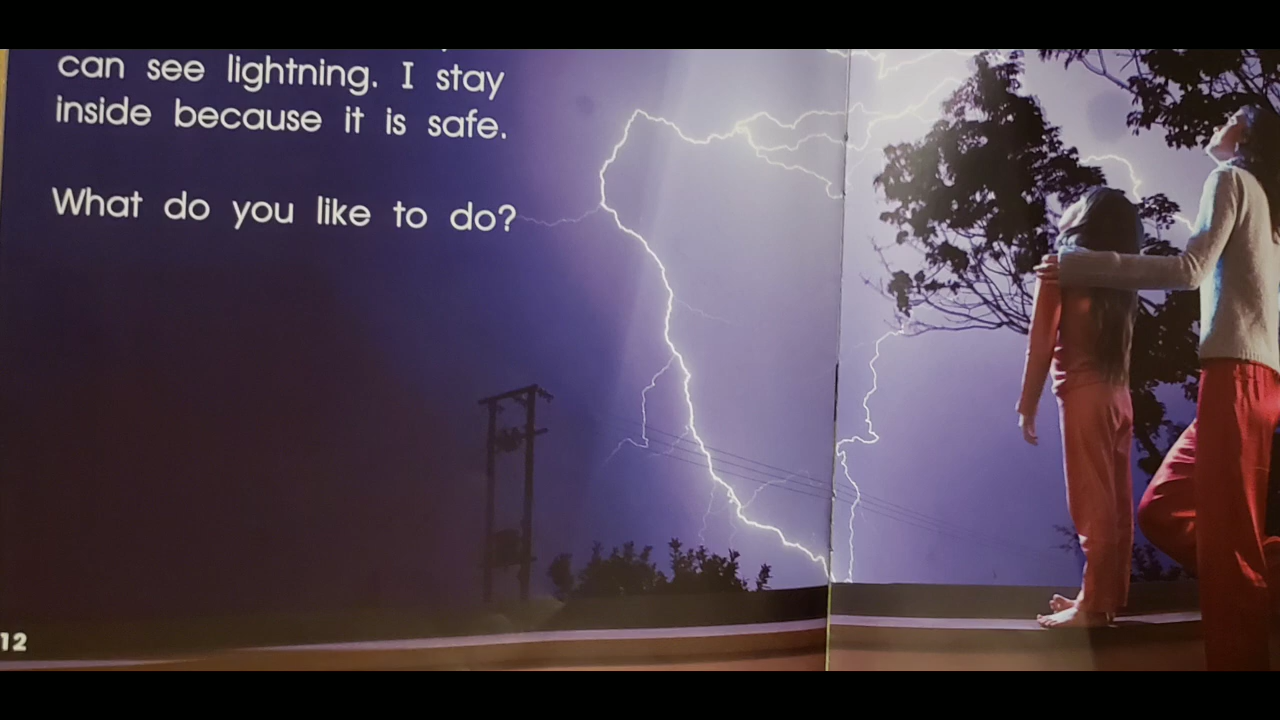 can see lightning. I stay
inside because it is safe.
What do you like to do?
12